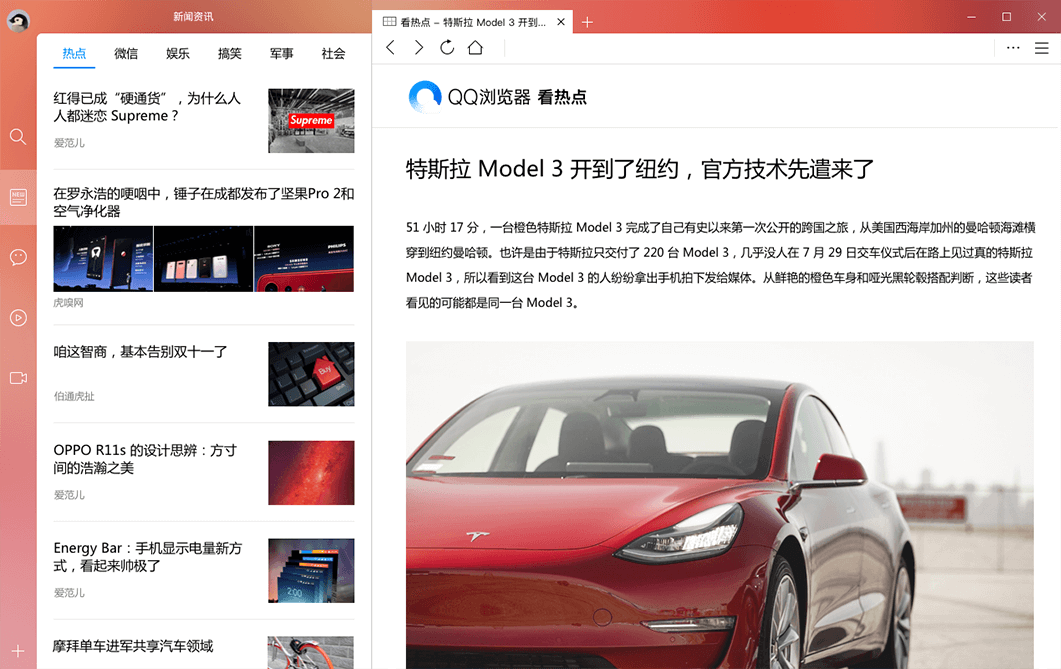 新闻资讯
热点 微信 娱乐 搞笑 军事 社会
红得已成“硬通货”，为什么人
人都迷恋 Supreme？
爱范儿
Supreme
在罗永浩的哽咽中，锤子在成都发布了坚果Pro 2和
空气净化器
SONY
PHILIPS
虎嗅网
咱这智商，基本告别双十一了
Buy
伯通虎扯
OPPO R11s 的设计思辨：方寸
间的浩瀚之美
爱范儿
Energy Bar：手机显示电量新方
式，看起来帅极了
2:00
爱范儿
摩拜单车进军共享汽车领域
NEW
看热点 – 特斯拉 Model 3 开到...
QQ浏览器 看热点
特斯拉 Model 3 开到了纽约，官方技术先遣来了
51 小时 17 分，一台橙色特斯拉 Model 3 完成了自己有史以来第一次公开的跨国之旅，从美国西海岸加州的曼哈顿海滩横
穿到纽约曼哈顿。也许是由于特斯拉只交付了 220 台 Model 3，几乎没人在 7 月 29 日交车仪式后在路上见过真的特斯拉
Model 3，所以看到这台 Model 3 的人纷纷拿出手机拍下发给媒体。从鲜艳的橙色车身和哑光黑轮毂搭配判断，这些读者
看见的可能都是同一台 Model 3。